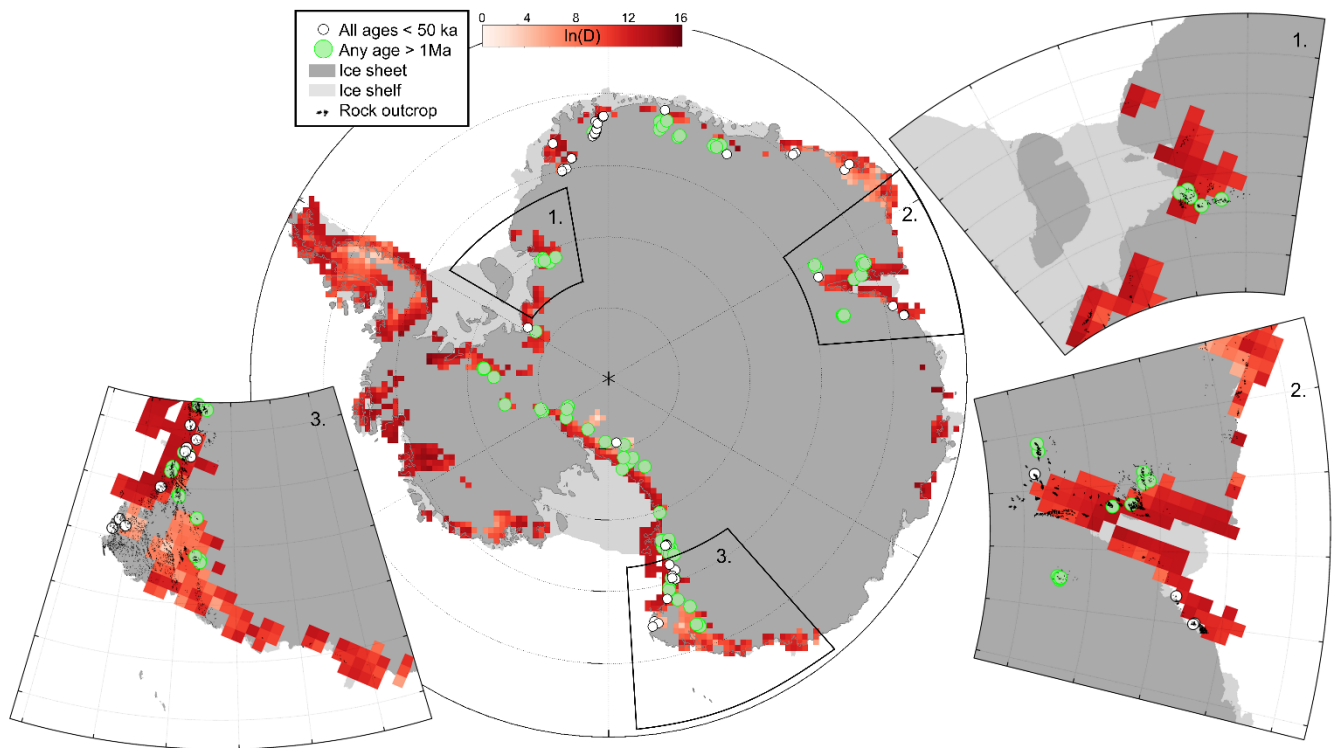 All ages < 50 ka
Any age > 1Ma
Ice sheet
Ice shelf
Rock outcrop
0 4 8 12 16
ln(D)
1.
2.
3.
1.
2.
3.